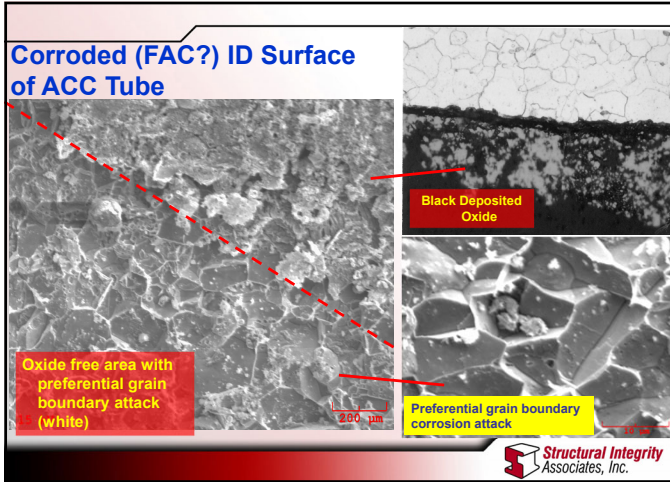 Corroded (FAC?) ID Surface
of ACC Tube
Black Deposited
Oxide
Oxide free area with
preferential grain
boundary attack
(white)
200 µm
Preferential grain boundary
corrosion attack
Structural Integrity
Associates, Inc.